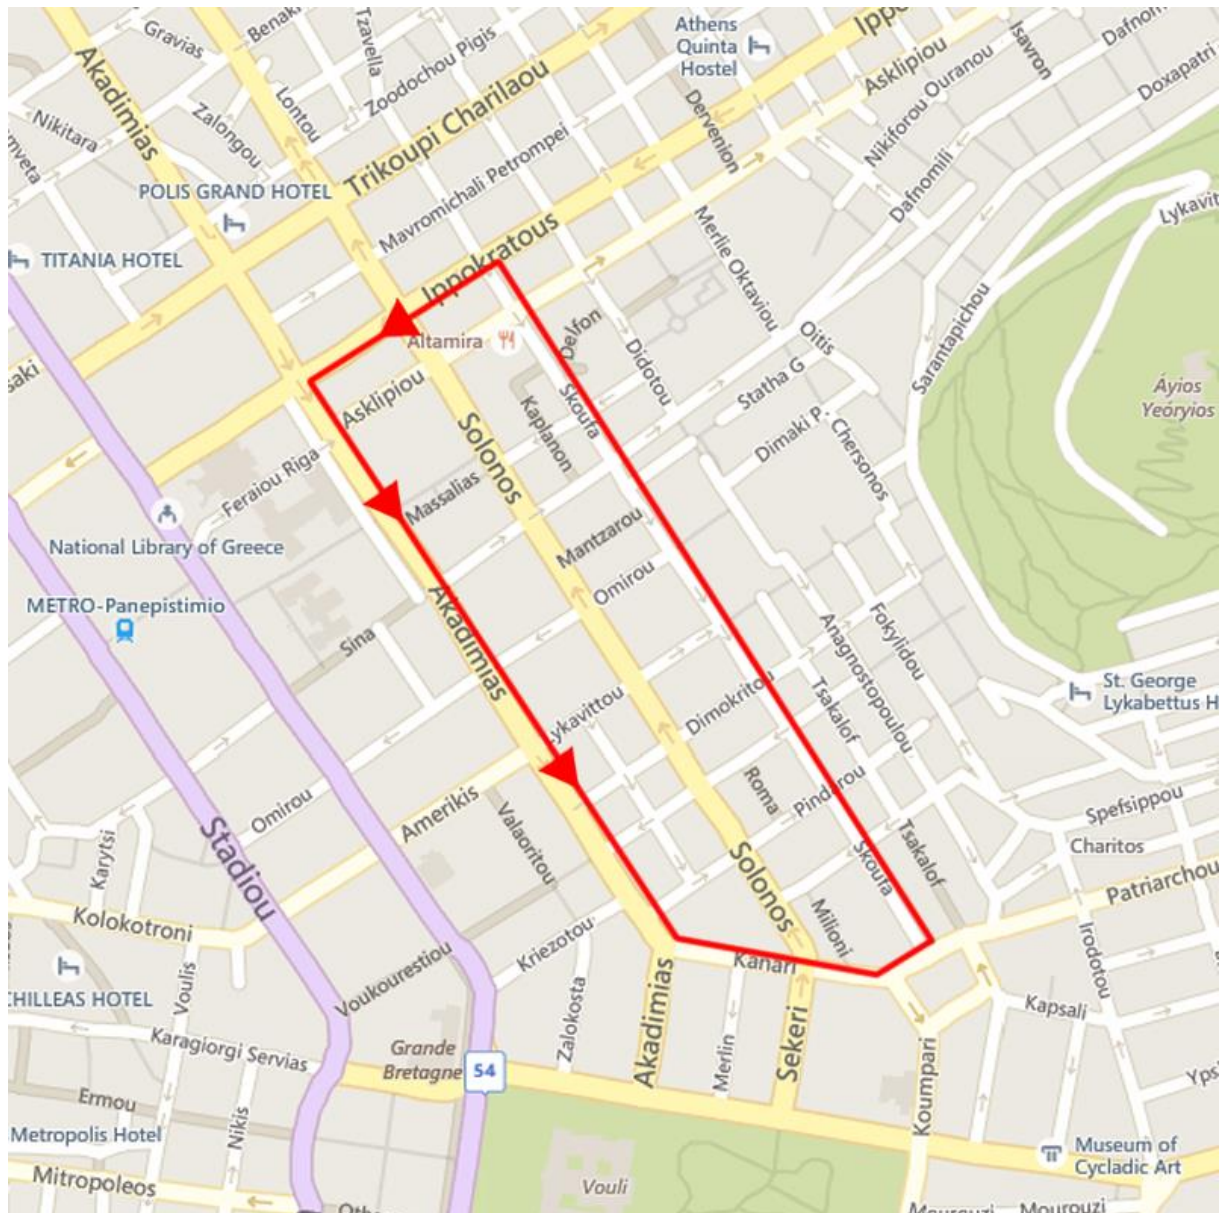 Gravias
Benaki
Tzavella
Zoodochou Pigis
Athens
Quinta
Hostel
Asklipiou
Isavron
Doxapatri
Akadimias
Lontou
Nikitara
Zalongou
Trikoupi Charilaou
Dervenion
Nikiforou Ouranou
Dafnomili
POLIS GRAND HOTEL
Mavromichali Petrompei
Merlie Oktaviou
TITANIA HOTEL
Ippokratous
Sarantapichou
Altamira
Delfon
Didotou
Oitis
Statha G
Áyios
Yeóryios
Asklipiou
Skoufa
Kaplanon
Solonos
Dimaki P.
Chersonos
Feraiou Riga
Massalias
Mantzarou
National Library of Greece
Omirou
METRO-Panepistimio
Sina
Akadimias
Anagnostopoulou
Fokylidou
Tsakalof
St. George
Lykabettus H
Lykavittou
Dimokritou
Roma
Pindarou
Spefsippou
Charitos
Omirou
Amerikis
Valaoritou
Stadiou
Karytsi
Solonos
Skoufa
Tsakalof
Patriarchou
Kolokotroni
Milioni
Kriezotou
Kanari
Irodotou
Voukourestiou
Voulis
CHILLEAS HOTEL
Zalokosta
Akadimias
Merlin
Sekeri
Kapsali
Karagiorgi Servias
Grande
Bretagne
54
Koumpari
Ermou
Nikis
Metropolis Hotel
Mitropoleos
Vouli
Museum of
Cycladic Art
Mourouzi